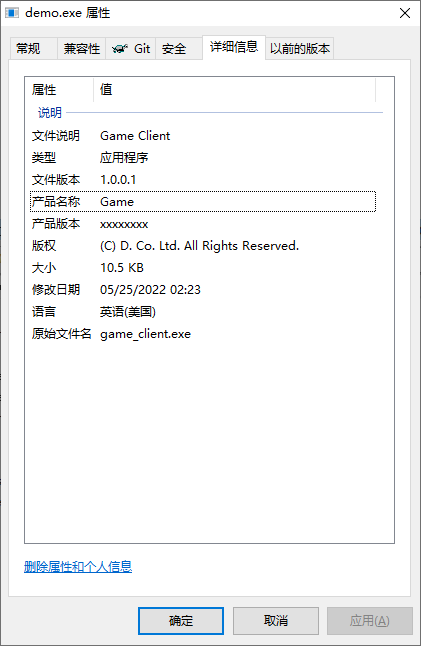 demo.exe 属性
常规 兼容性 Git 安全 详细信息 以前的版本
属性 值
说明
文件说明 Game Client
类型 应用程序
文件版本 1.0.0.1
产品名称 Game
产品版本 xxxxxxxx
版权 (C) D. Co. Ltd. All Rights Reserved.
大小 10.5 KB
修改日期 05/25/2022 02:23
语言 英语(美国)
原始文件名 game_client.exe
删除属性和个人信息
确定 取消 应用(A)